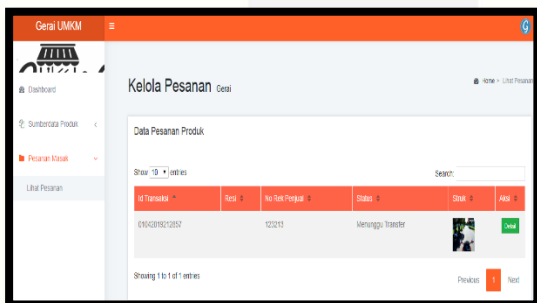 Gerai UMKM
Dashboard
Sumberdata Produk
Pesanan Masuk
Lihat Pesanan
Kelola Pesanan Gerai
Home > Lihat Pesanan
Data Pesanan Produk
Show 10 entries
Search:
Id Transaksi Resi No Rek Penjual Status Struk Aksi
01042019212857 123213 Menunggu Transfer Detail
Showing 1 to 1 of 1 entries
Previous 1 Next